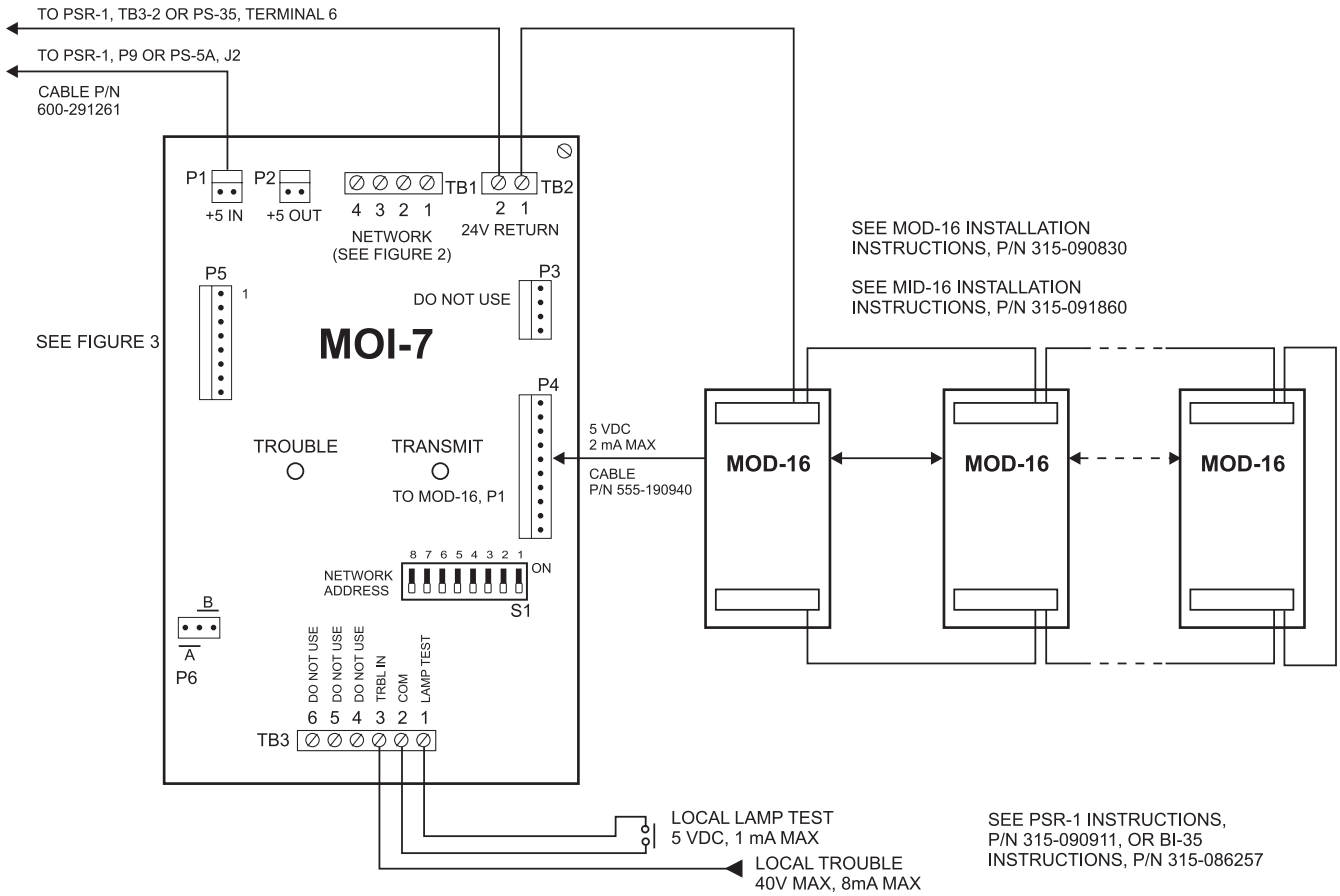 TO PSR-1, TB3-2 OR PS-35, TERMINAL 6
TO PSR-1, P9 OR PS-5A, J2
CABLE P/N
600-291261
P1
P2
+5 IN
+5 OUT
TB1
4 3 2 1
NETWORK
(SEE FIGURE 2)
TB2
2 1
24V RETURN
P5
1
SEE FIGURE 3
P3
DO NOT USE
MOI-7
P4
TROUBLE
TRANSMIT
TO MOD-16, P1
5 VDC
2 mA MAX
CABLE
P/N 555-190940
SEE MOD-16 INSTALLATION
INSTRUCTIONS, P/N 315-090830
SEE MID-16 INSTALLATION
INSTRUCTIONS, P/N 315-091860
MOD-16
MOD-16
MOD-16
8 7 6 5 4 3 2 1
ON
NETWORK
ADDRESS
S1
B
A
P6
DO NOT USE
DO NOT USE
DO NOT USE
TRBL IN
COM
LAMP TEST
6 5 4 3 2 1
TB3
LOCAL LAMP TEST
5 VDC, 1 mA MAX
LOCAL TROUBLE
40V MAX, 8mA MAX
SEE PSR-1 INSTRUCTIONS,
P/N 315-090911, OR BI-35
INSTRUCTIONS, P/N 315-086257